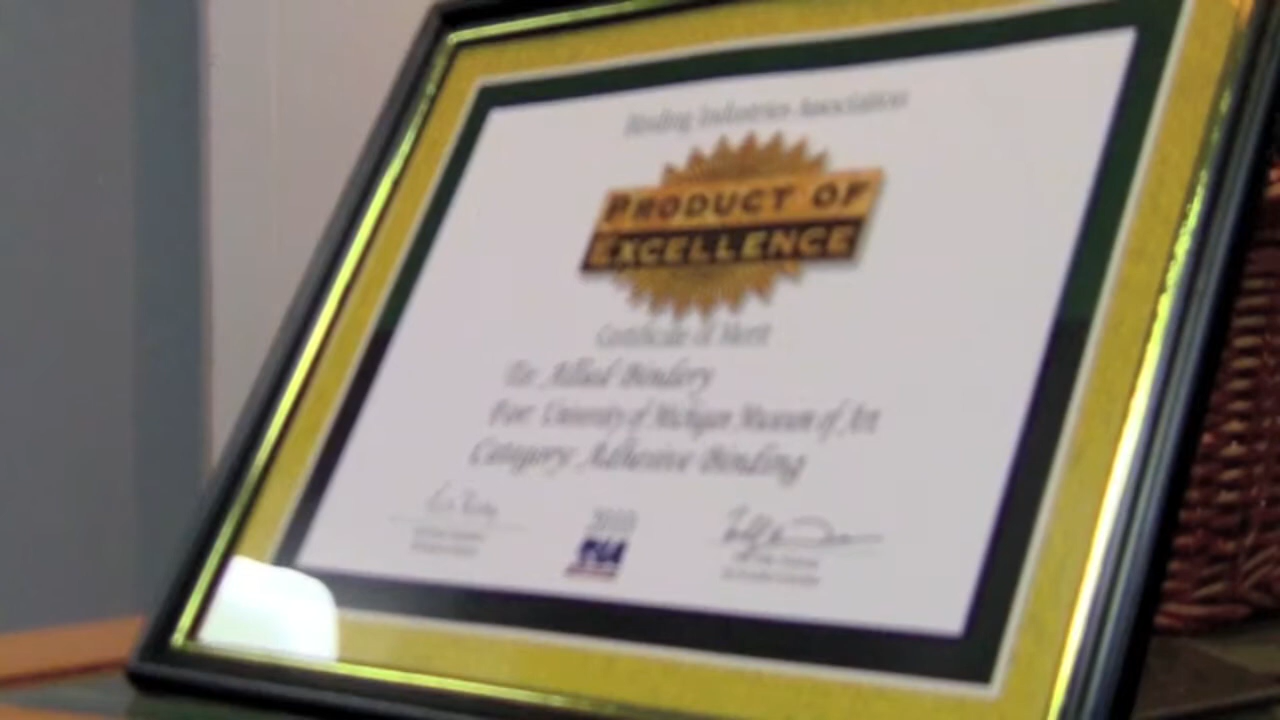 Binding Industries Association
PRODUCT OF
EXCELLENCE
Certificate of Merit
To: Allied Bindery
For: University of Michigan Museum of Art
Category: Adhesive Binding
2010